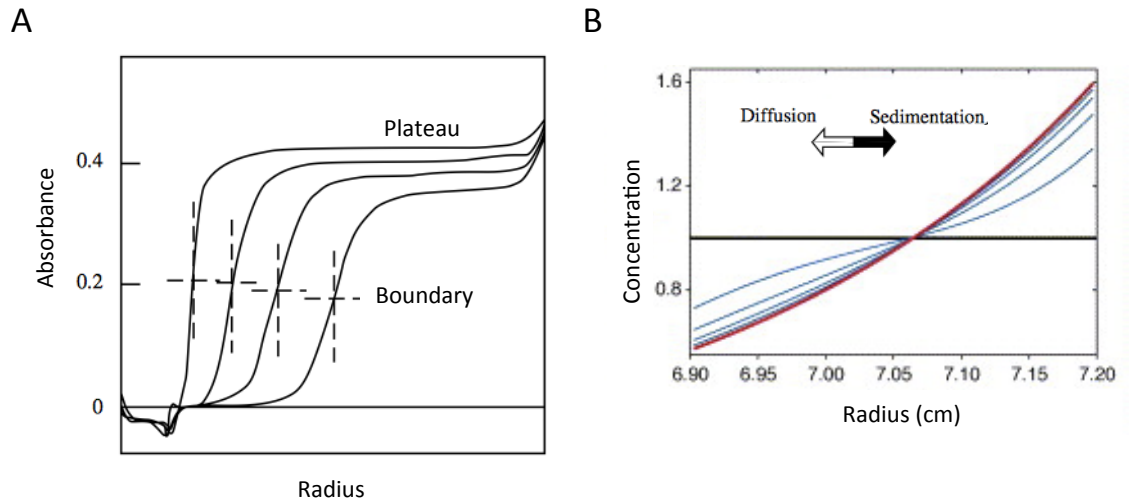 A
Absorbance
0.4
0.2
0
Plateau
Boundary
Radius
B
Concentration
1.6
1.2
0.8
Diffusion
Sedimentation
6.90 6.95 7.00 7.05 7.10 7.15 7.20
Radius (cm)